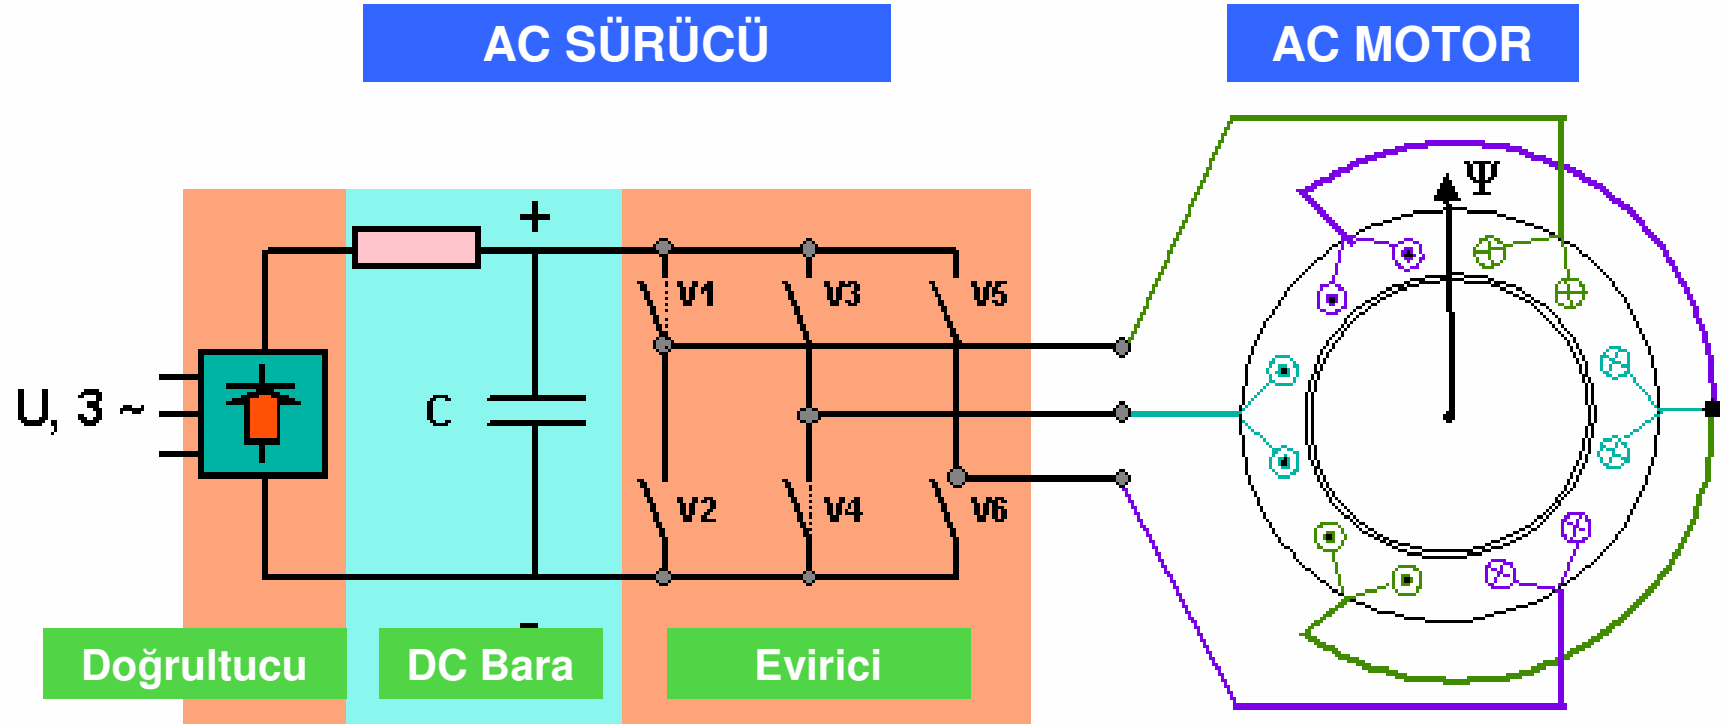 AC SÜRÜCÜ
AC MOTOR
Ψ
+
V1
V3
V5
U, 3 ~
C
V2
V4
V6
-
Doğrultucu
DC Bara
Evirici